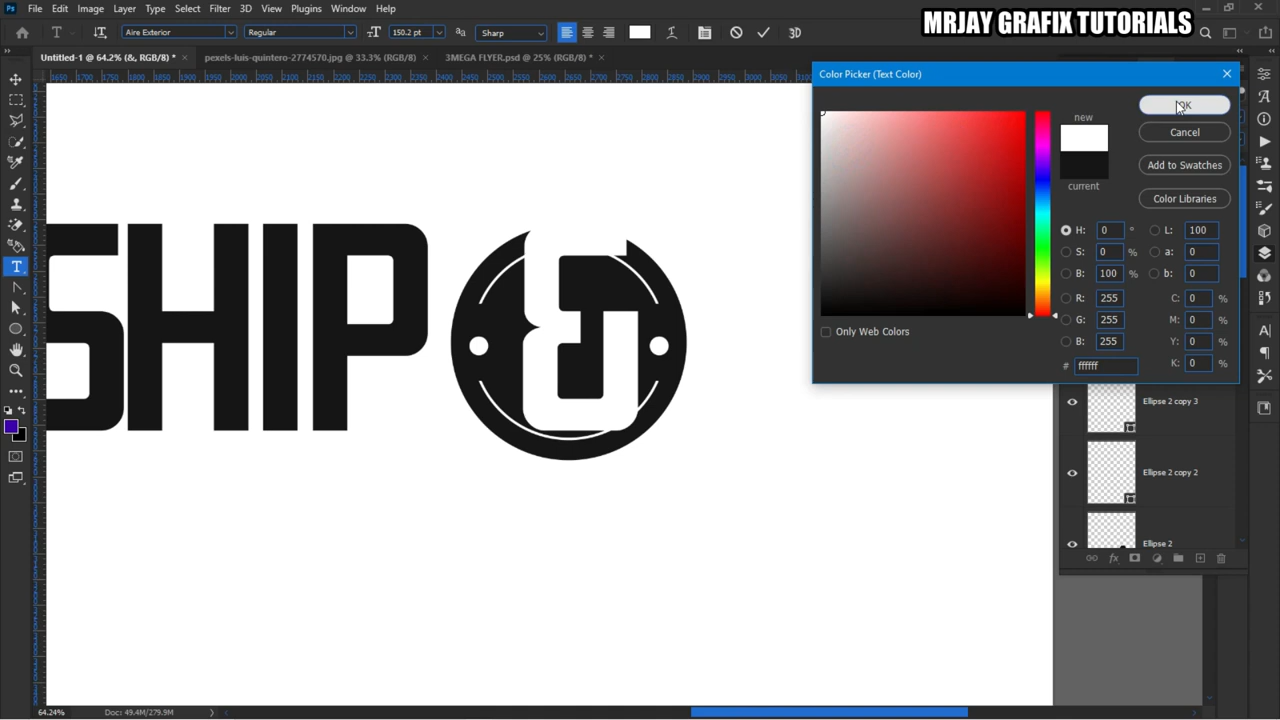 MRJAY GRAFIX TUTORIALS
Ps File Edit Image Layer Type Select Filter 3D View Plugins Window Help
Aire Exterior Regular 150.2 pt Sharp 3D
Untitled-1 @ 64.2% (&, RGB/8) * × pexels-luis-quintero-2774570.jpg @ 33.3% (RGB/8) × 3MEGA FLYER.psd @ 25% (RGB/8) * ×
Color Picker (Text Color)
OK
new
Cancel
Add to Swatches
current
Color Libraries
H: 0 ° L: 100
S: 0 % a: 0
B: 100 % b: 0
R: 255 C: 0 %
G: 255 M: 0 %
B: 255 Y: 0 %
# ffffff K: 0 %
Only Web Colors
SHIP &
Ellipse 2 copy 3
Ellipse 2 copy 2
Ellipse 2
64.24% Doc: 49.4M/279.9M